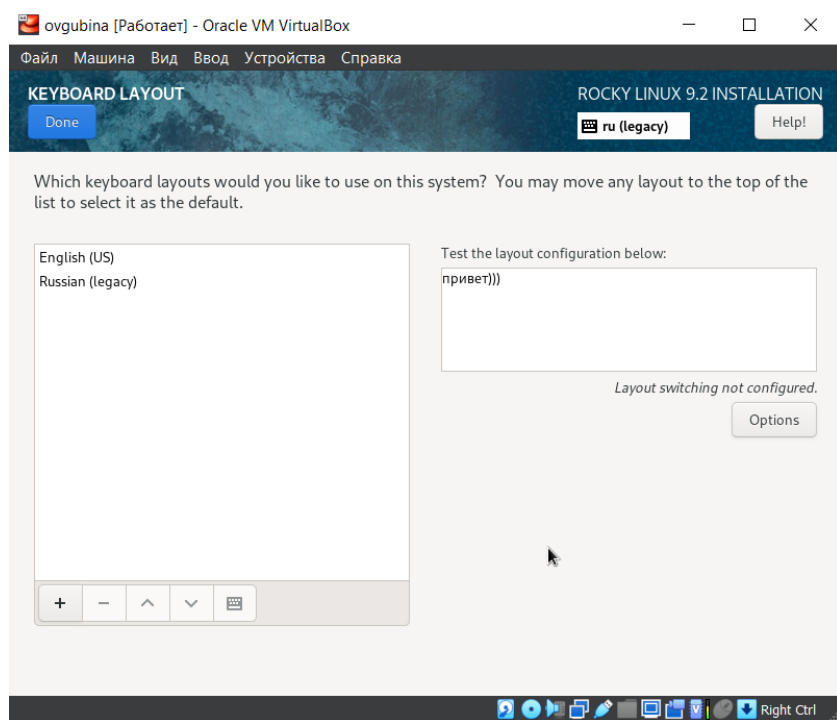 ovgubina [Работает] - Oracle VM VirtualBox
Файл Машина Вид Ввод Устройства Справка
KEYBOARD LAYOUT
ROCKY LINUX 9.2 INSTALLATION
Done
ru (legacy)
Help!
Which keyboard layouts would you like to use on this system? You may move any layout to the top of the
list to select it as the default.
English (US)
Russian (legacy)
Test the layout configuration below:
привет)))
Layout switching not configured.
Options
Right Ctrl